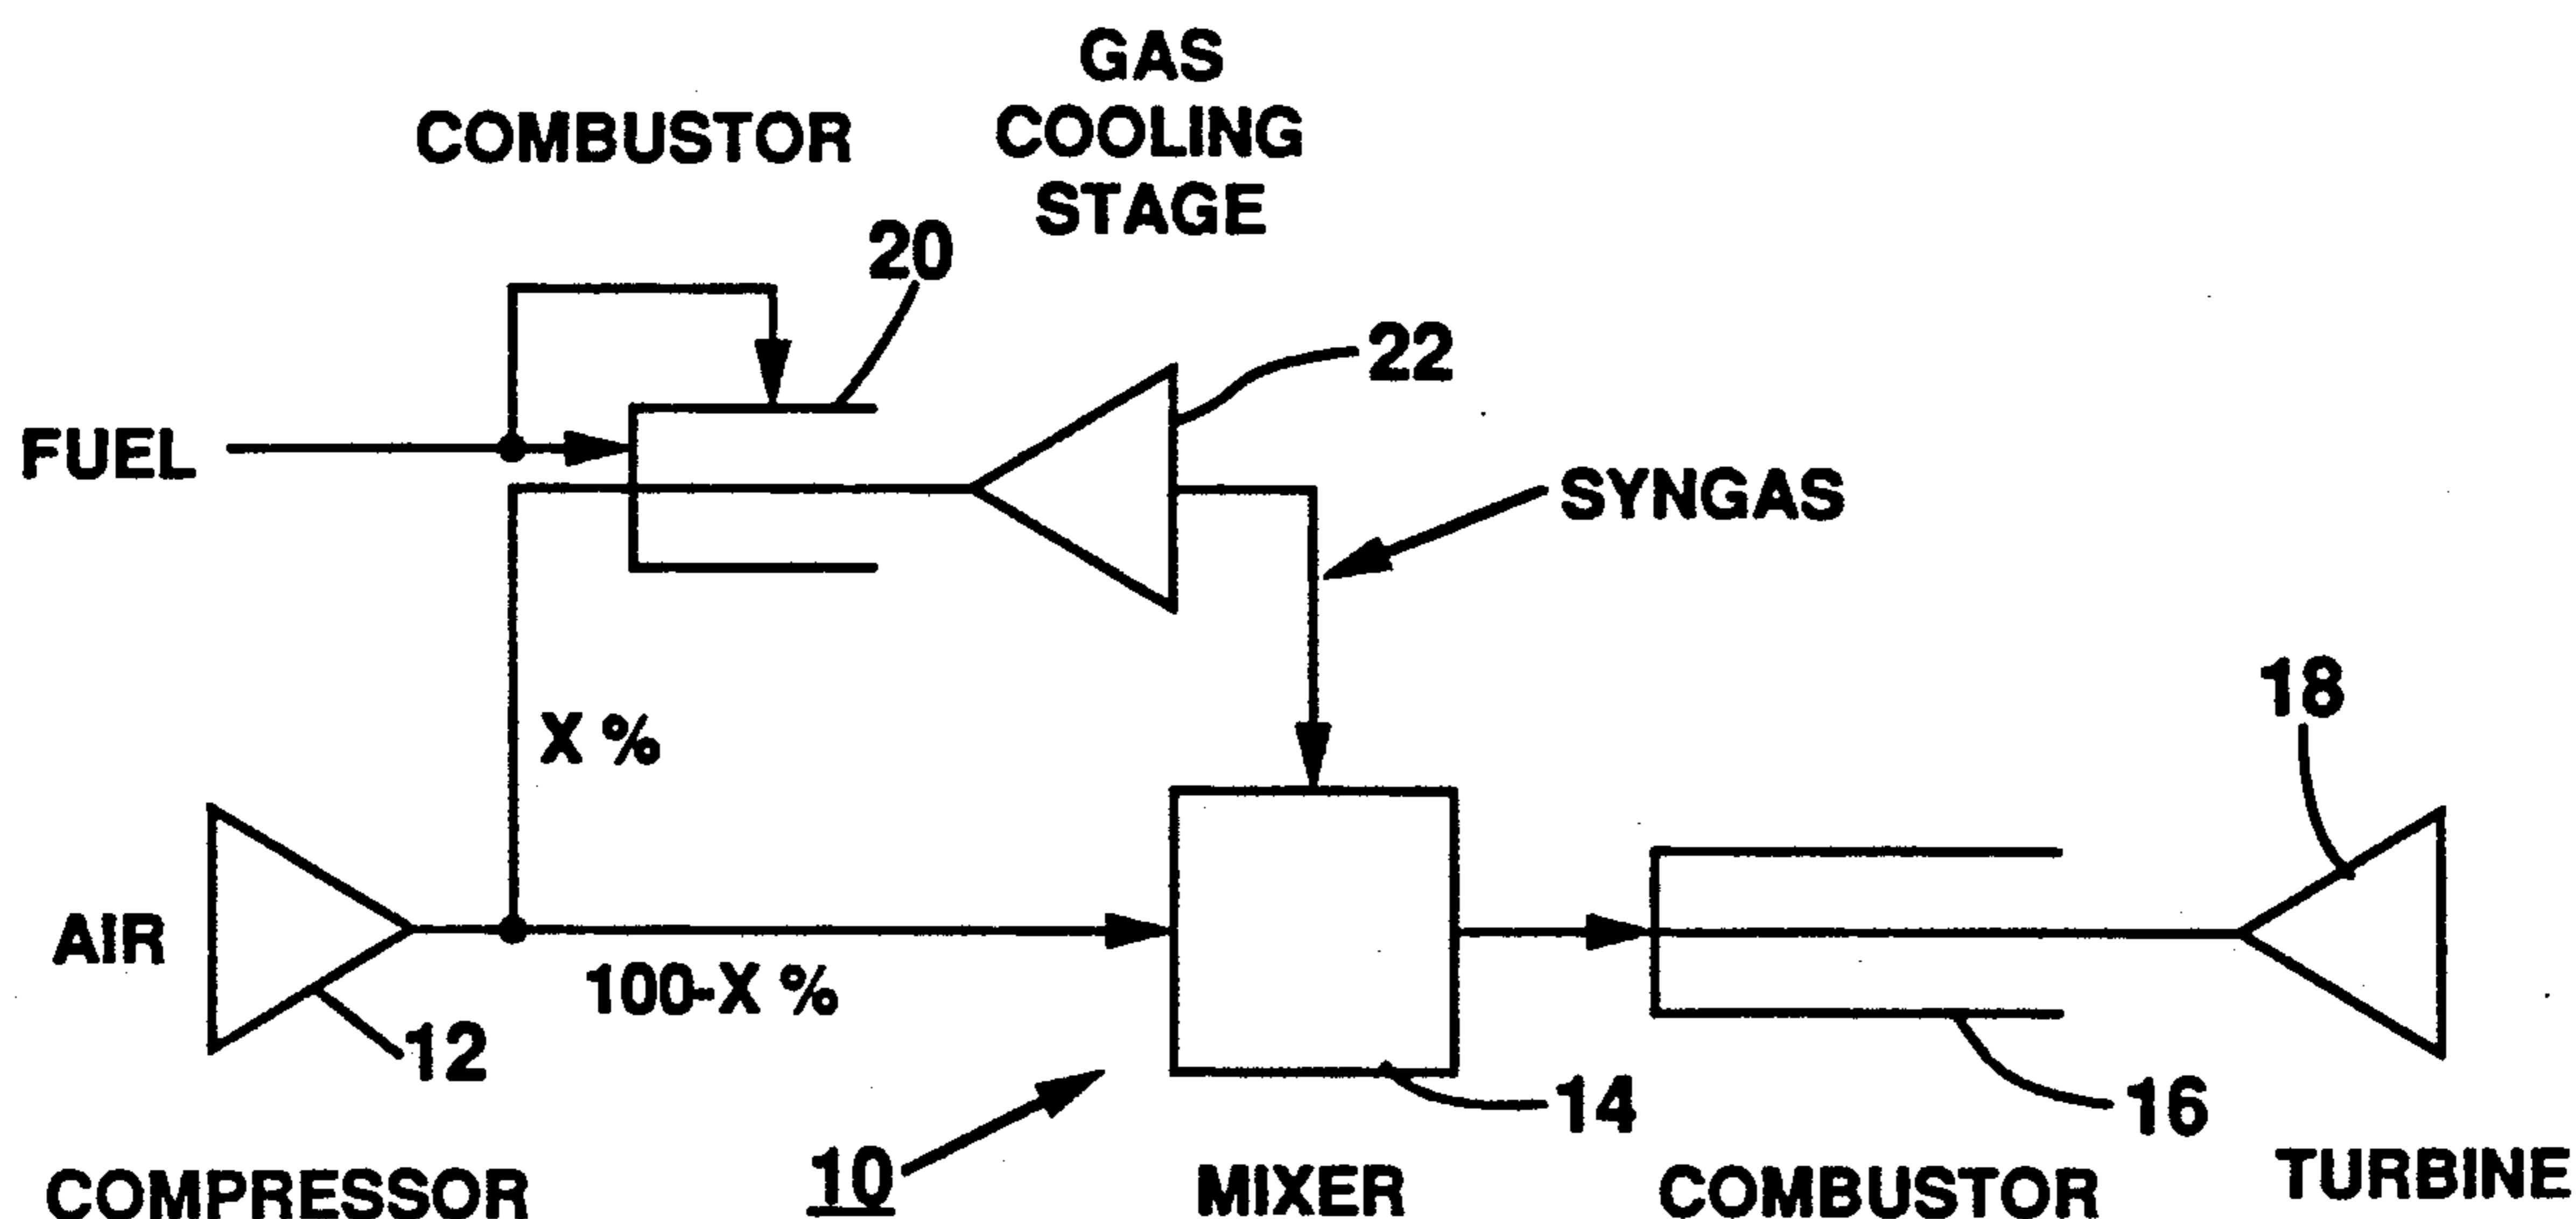 GAS
COOLING
STAGE
COMBUSTOR
20
22
FUEL
SYNGAS
18
X %
AIR
100-X %
12
14
16
10
COMPRESSOR
MIXER
COMBUSTOR
TURBINE